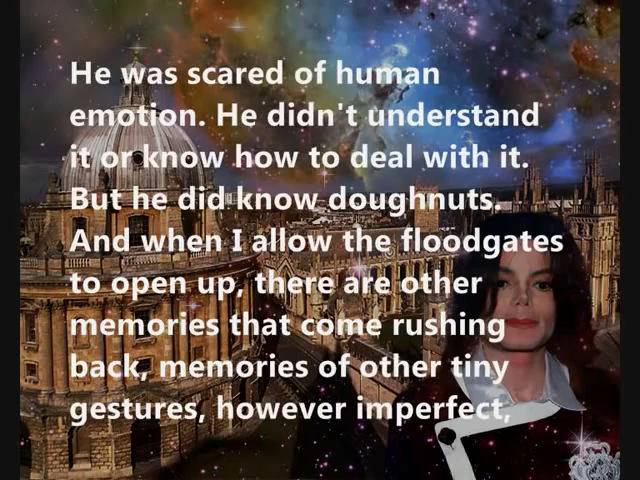 He was scared of human
emotion. He didn't understand
it or know how to deal with it.
But he did know doughnuts.
And when I allow the floodgates
to open up, there are other
memories that come rushing
back, memories of other tiny
gestures, however imperfect,